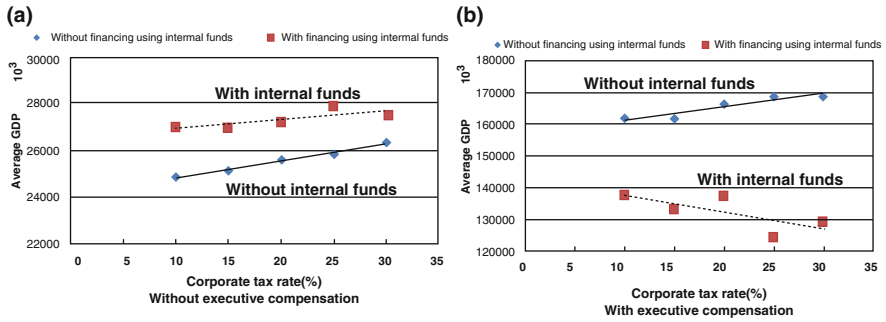 (a)
Without financing using internal funds
With financing using internal funds
10³
Average GDP
30000
28000
26000
24000
22000
With internal funds
Without internal funds
0 5 10 15 20 25 30 35
Corporate tax rate(%)
Without executive compensation
(b)
Without financing using internal funds
With financing using internal funds
10³
Average GDP
180000
170000
160000
150000
140000
130000
120000
Without internal funds
With internal funds
0 5 10 15 20 25 30 35
Corporate tax rate(%)
With executive compensation